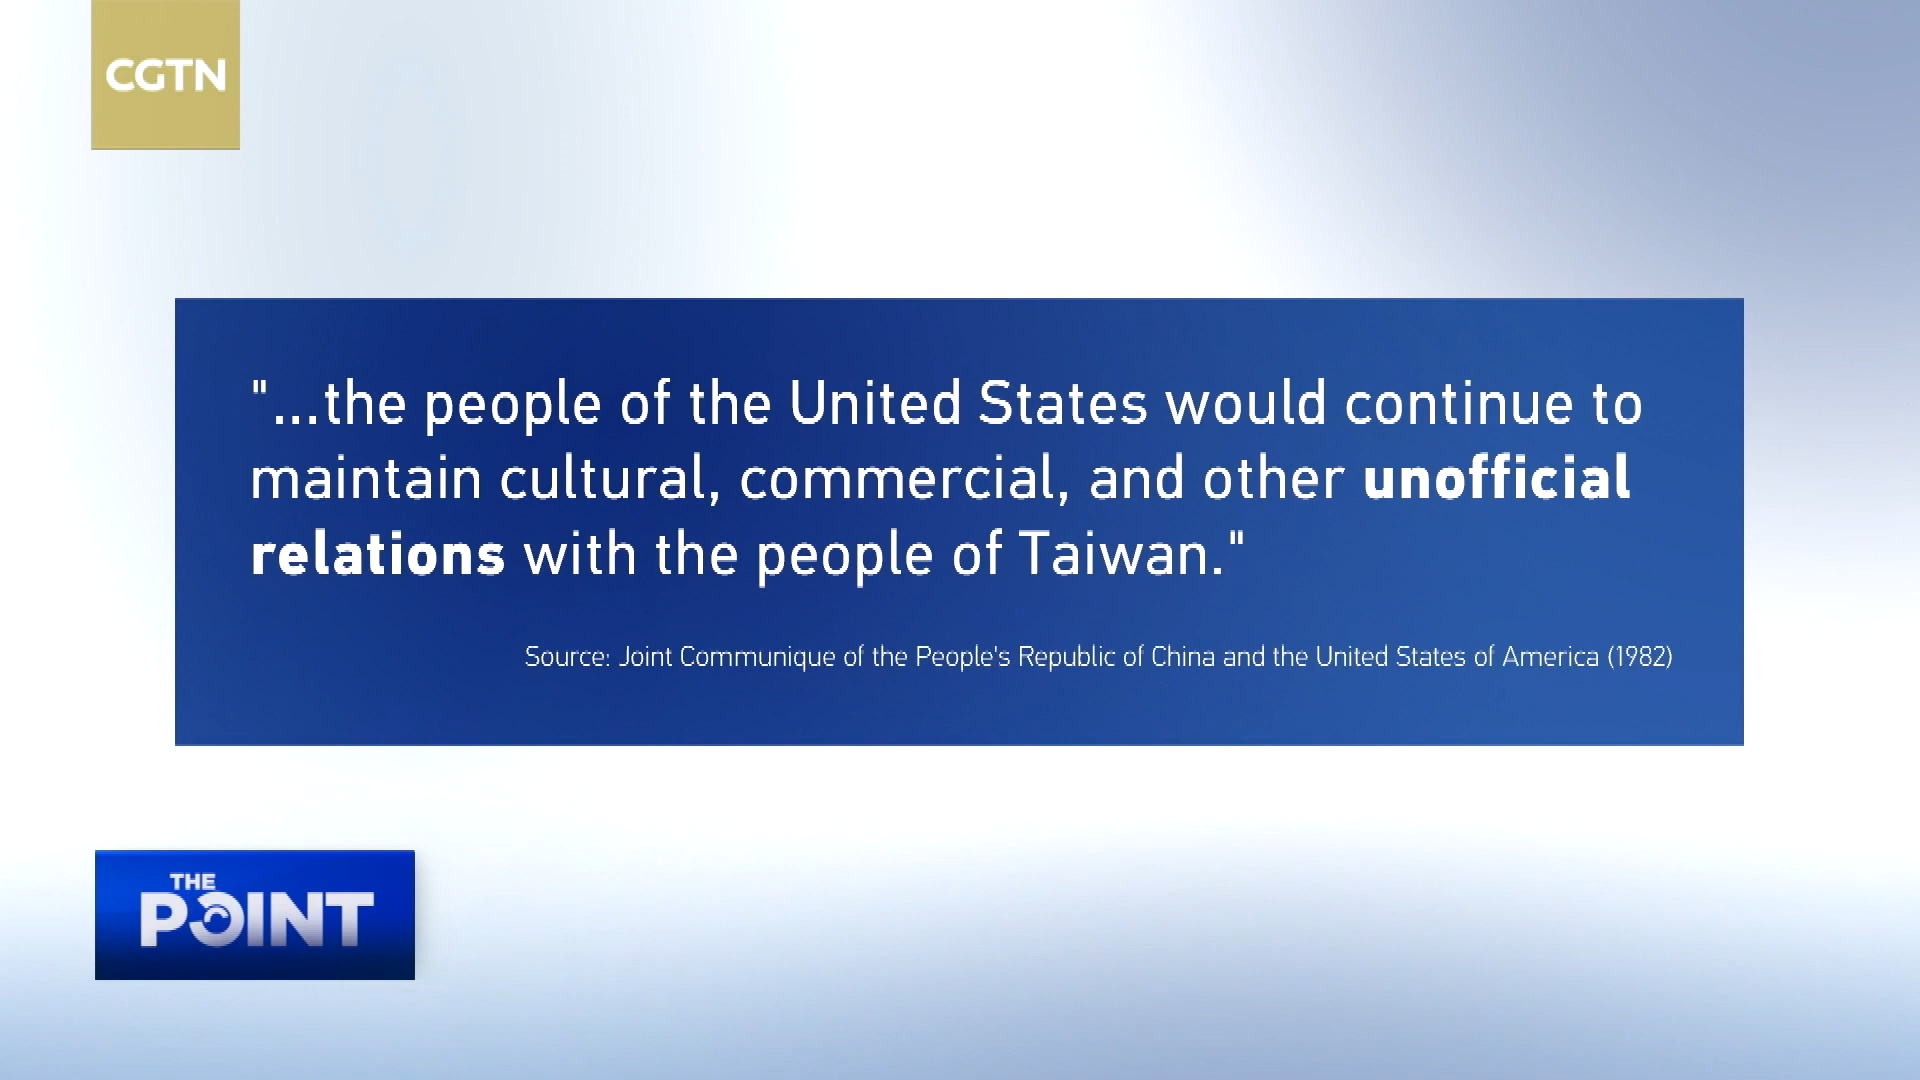 CGTN
"...the people of the United States would continue to
maintain cultural, commercial, and other unofficial
relations with the people of Taiwan."
Source: Joint Communique of the People's Republic of China and the United States of America (1982)
THE
POINT